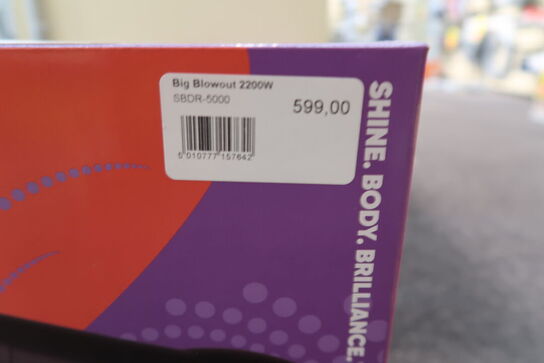 Big Blowout 2200W
SBDR-5000
599,00
5 010777 157642
SHINE. BODY. BRILLIANCE.